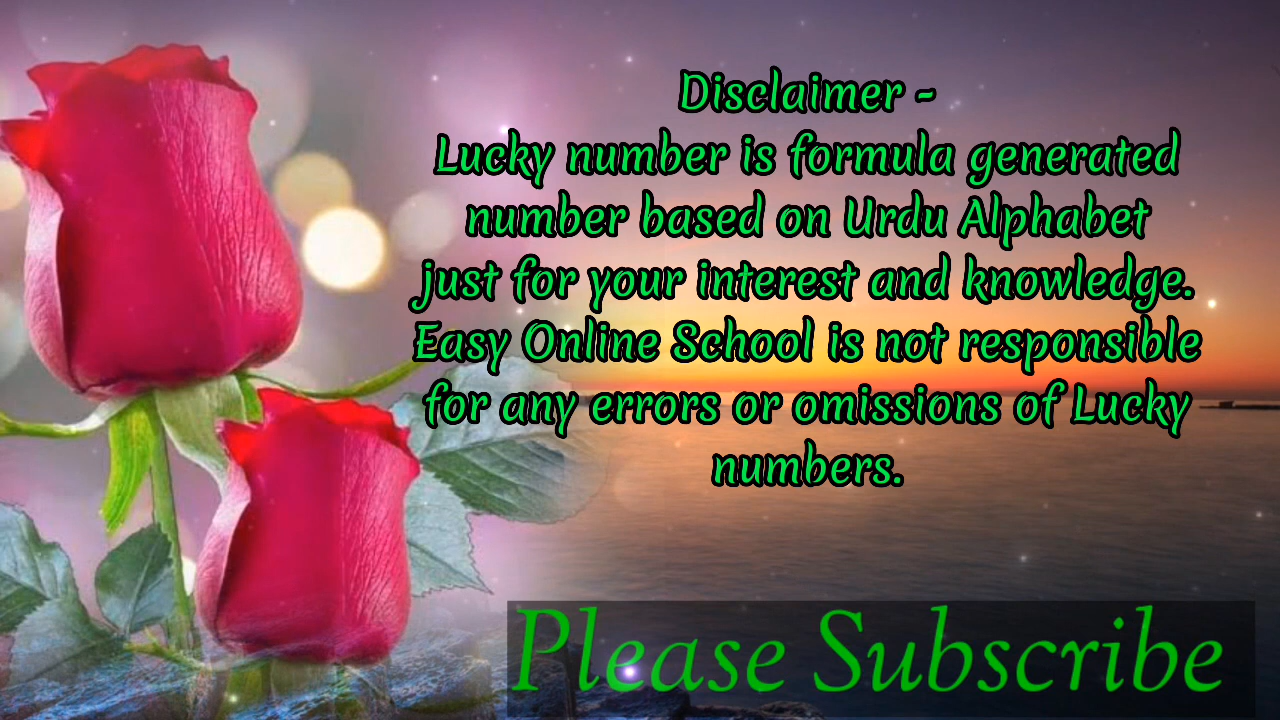 Disclaimer -
Lucky number is formula generated
number based on Urdu Alphabet
just for your interest and knowledge.
Easy Online School is not responsible
for any errors or omissions of Lucky
numbers.
Please Subscribe